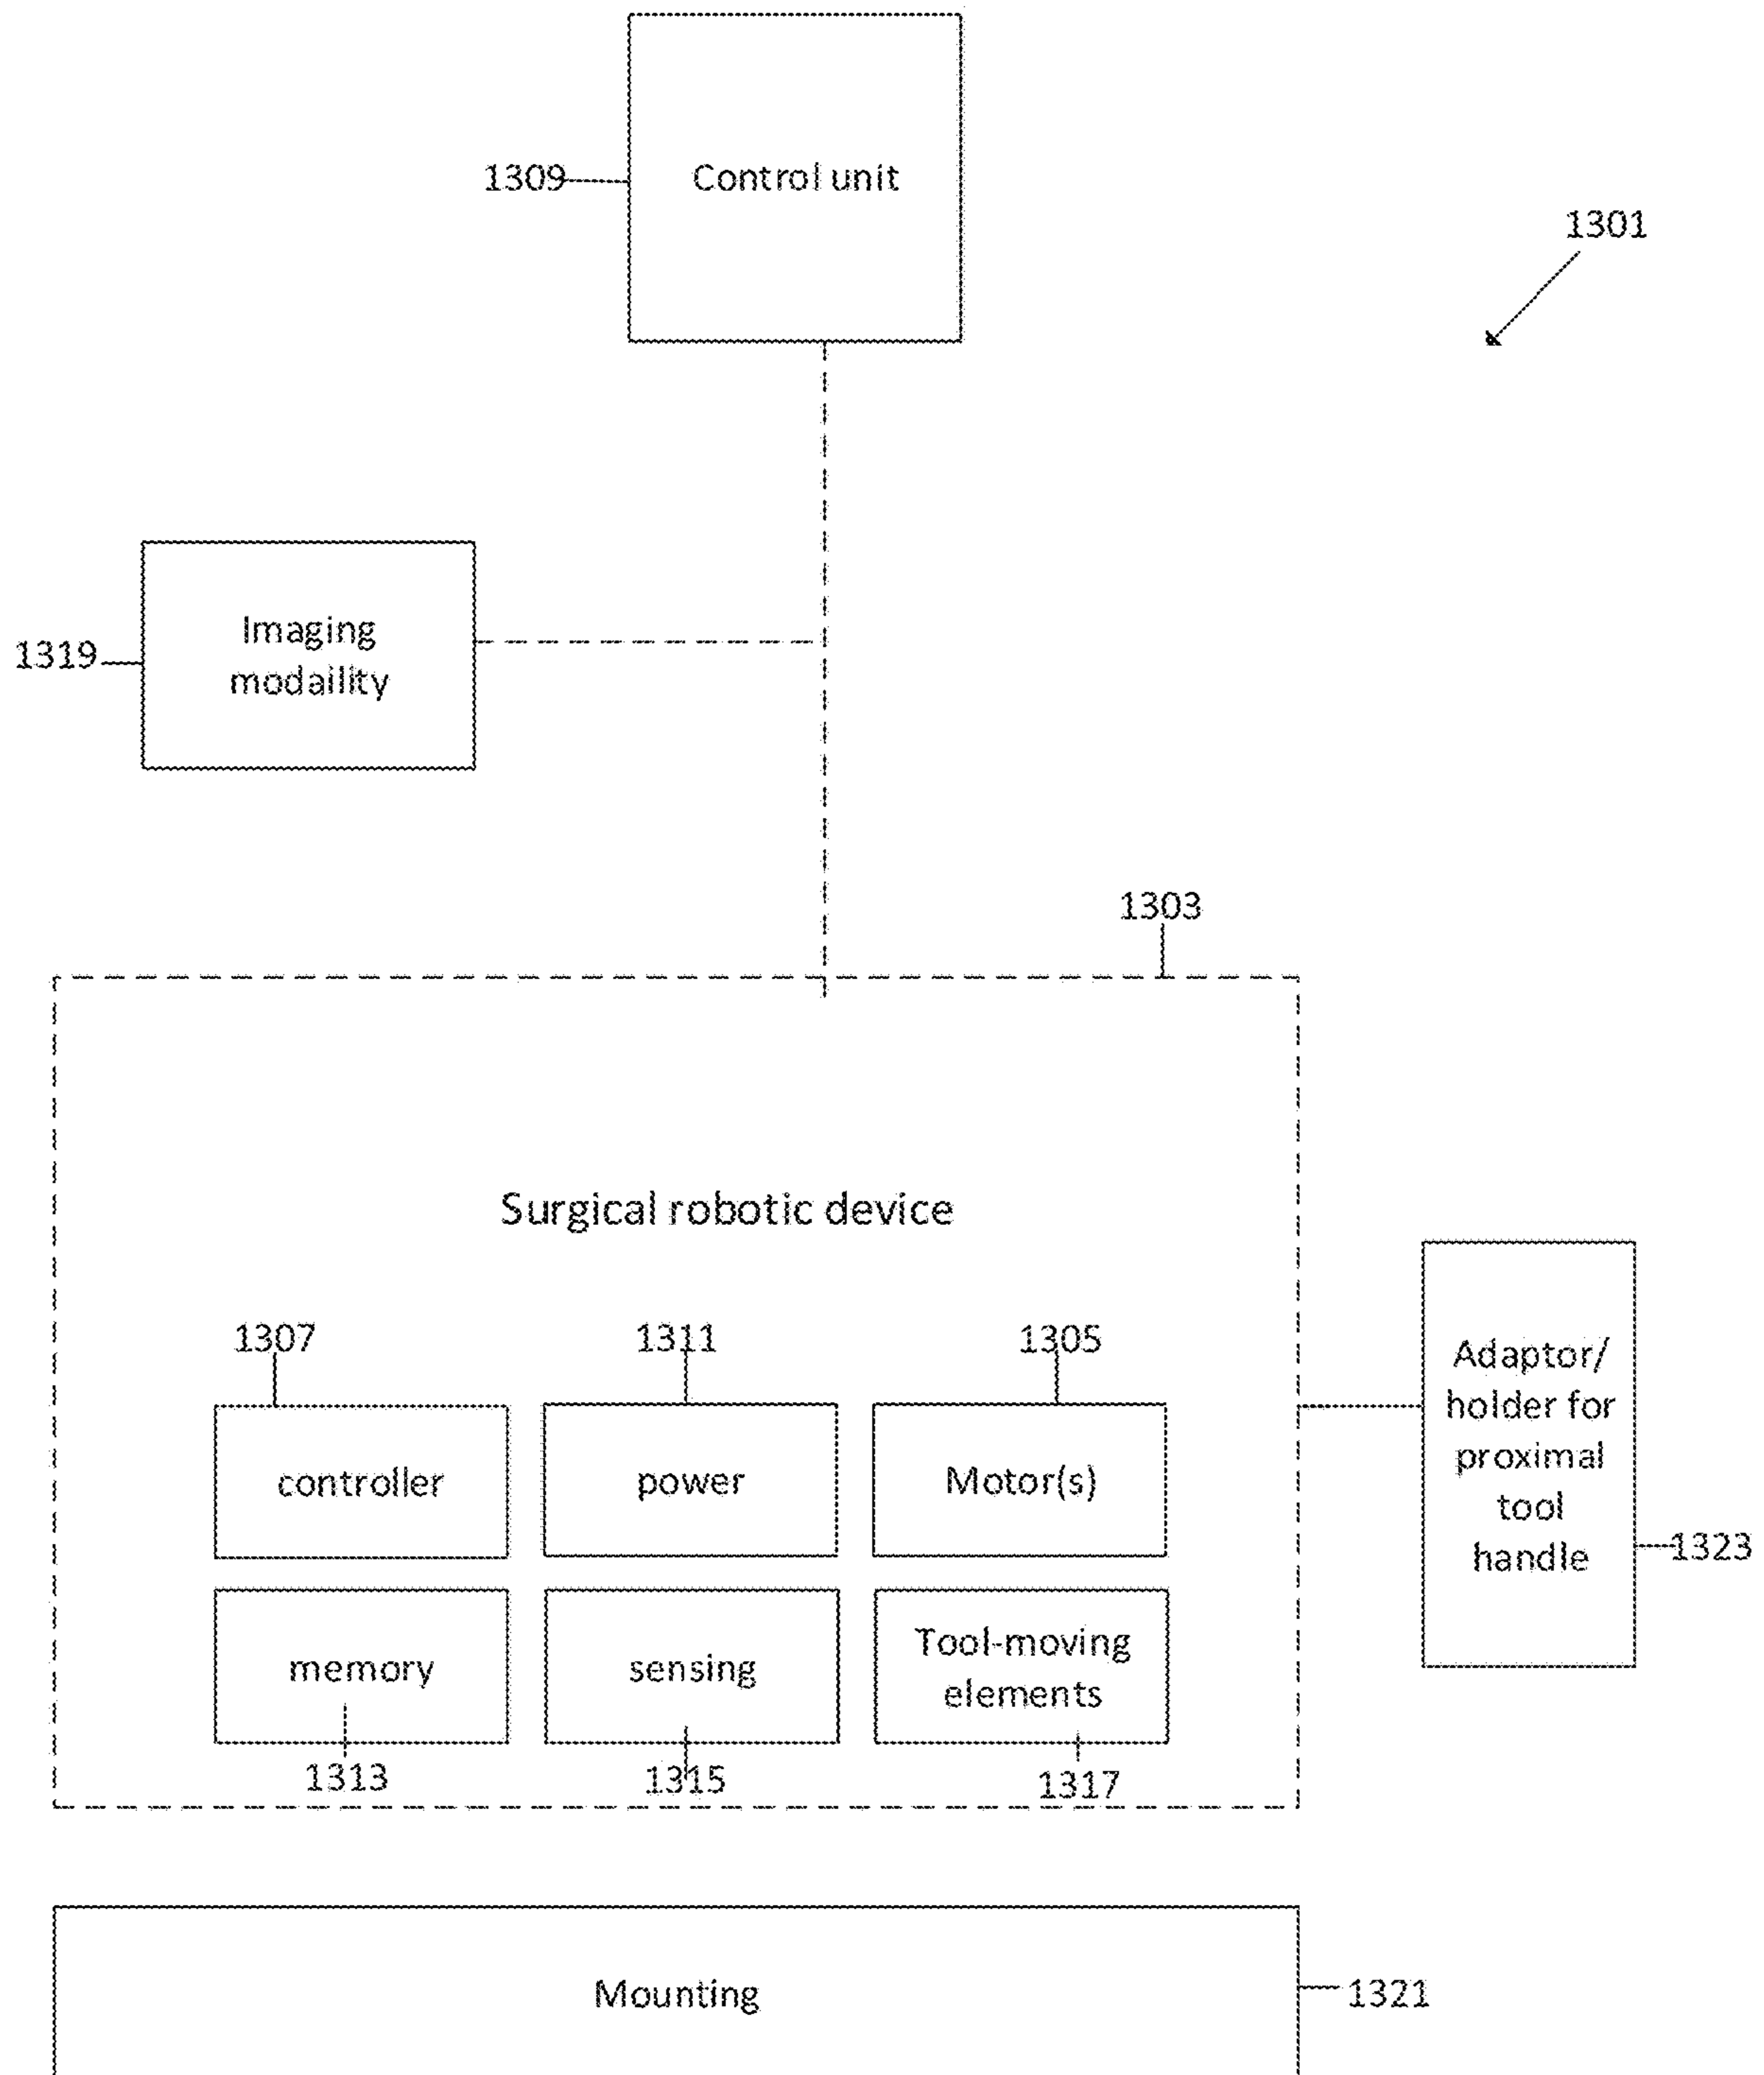 1309
Control unit
1301
Imaging
modaility
1319
1303
Surgical robotic device
1307
1311
1305
controller
power
Motor(s)
memory
sensing
Tool-moving
elements
1313
1315
1317
Adaptor/
holder for
proximal
tool
handle
1323
Mounting
1321